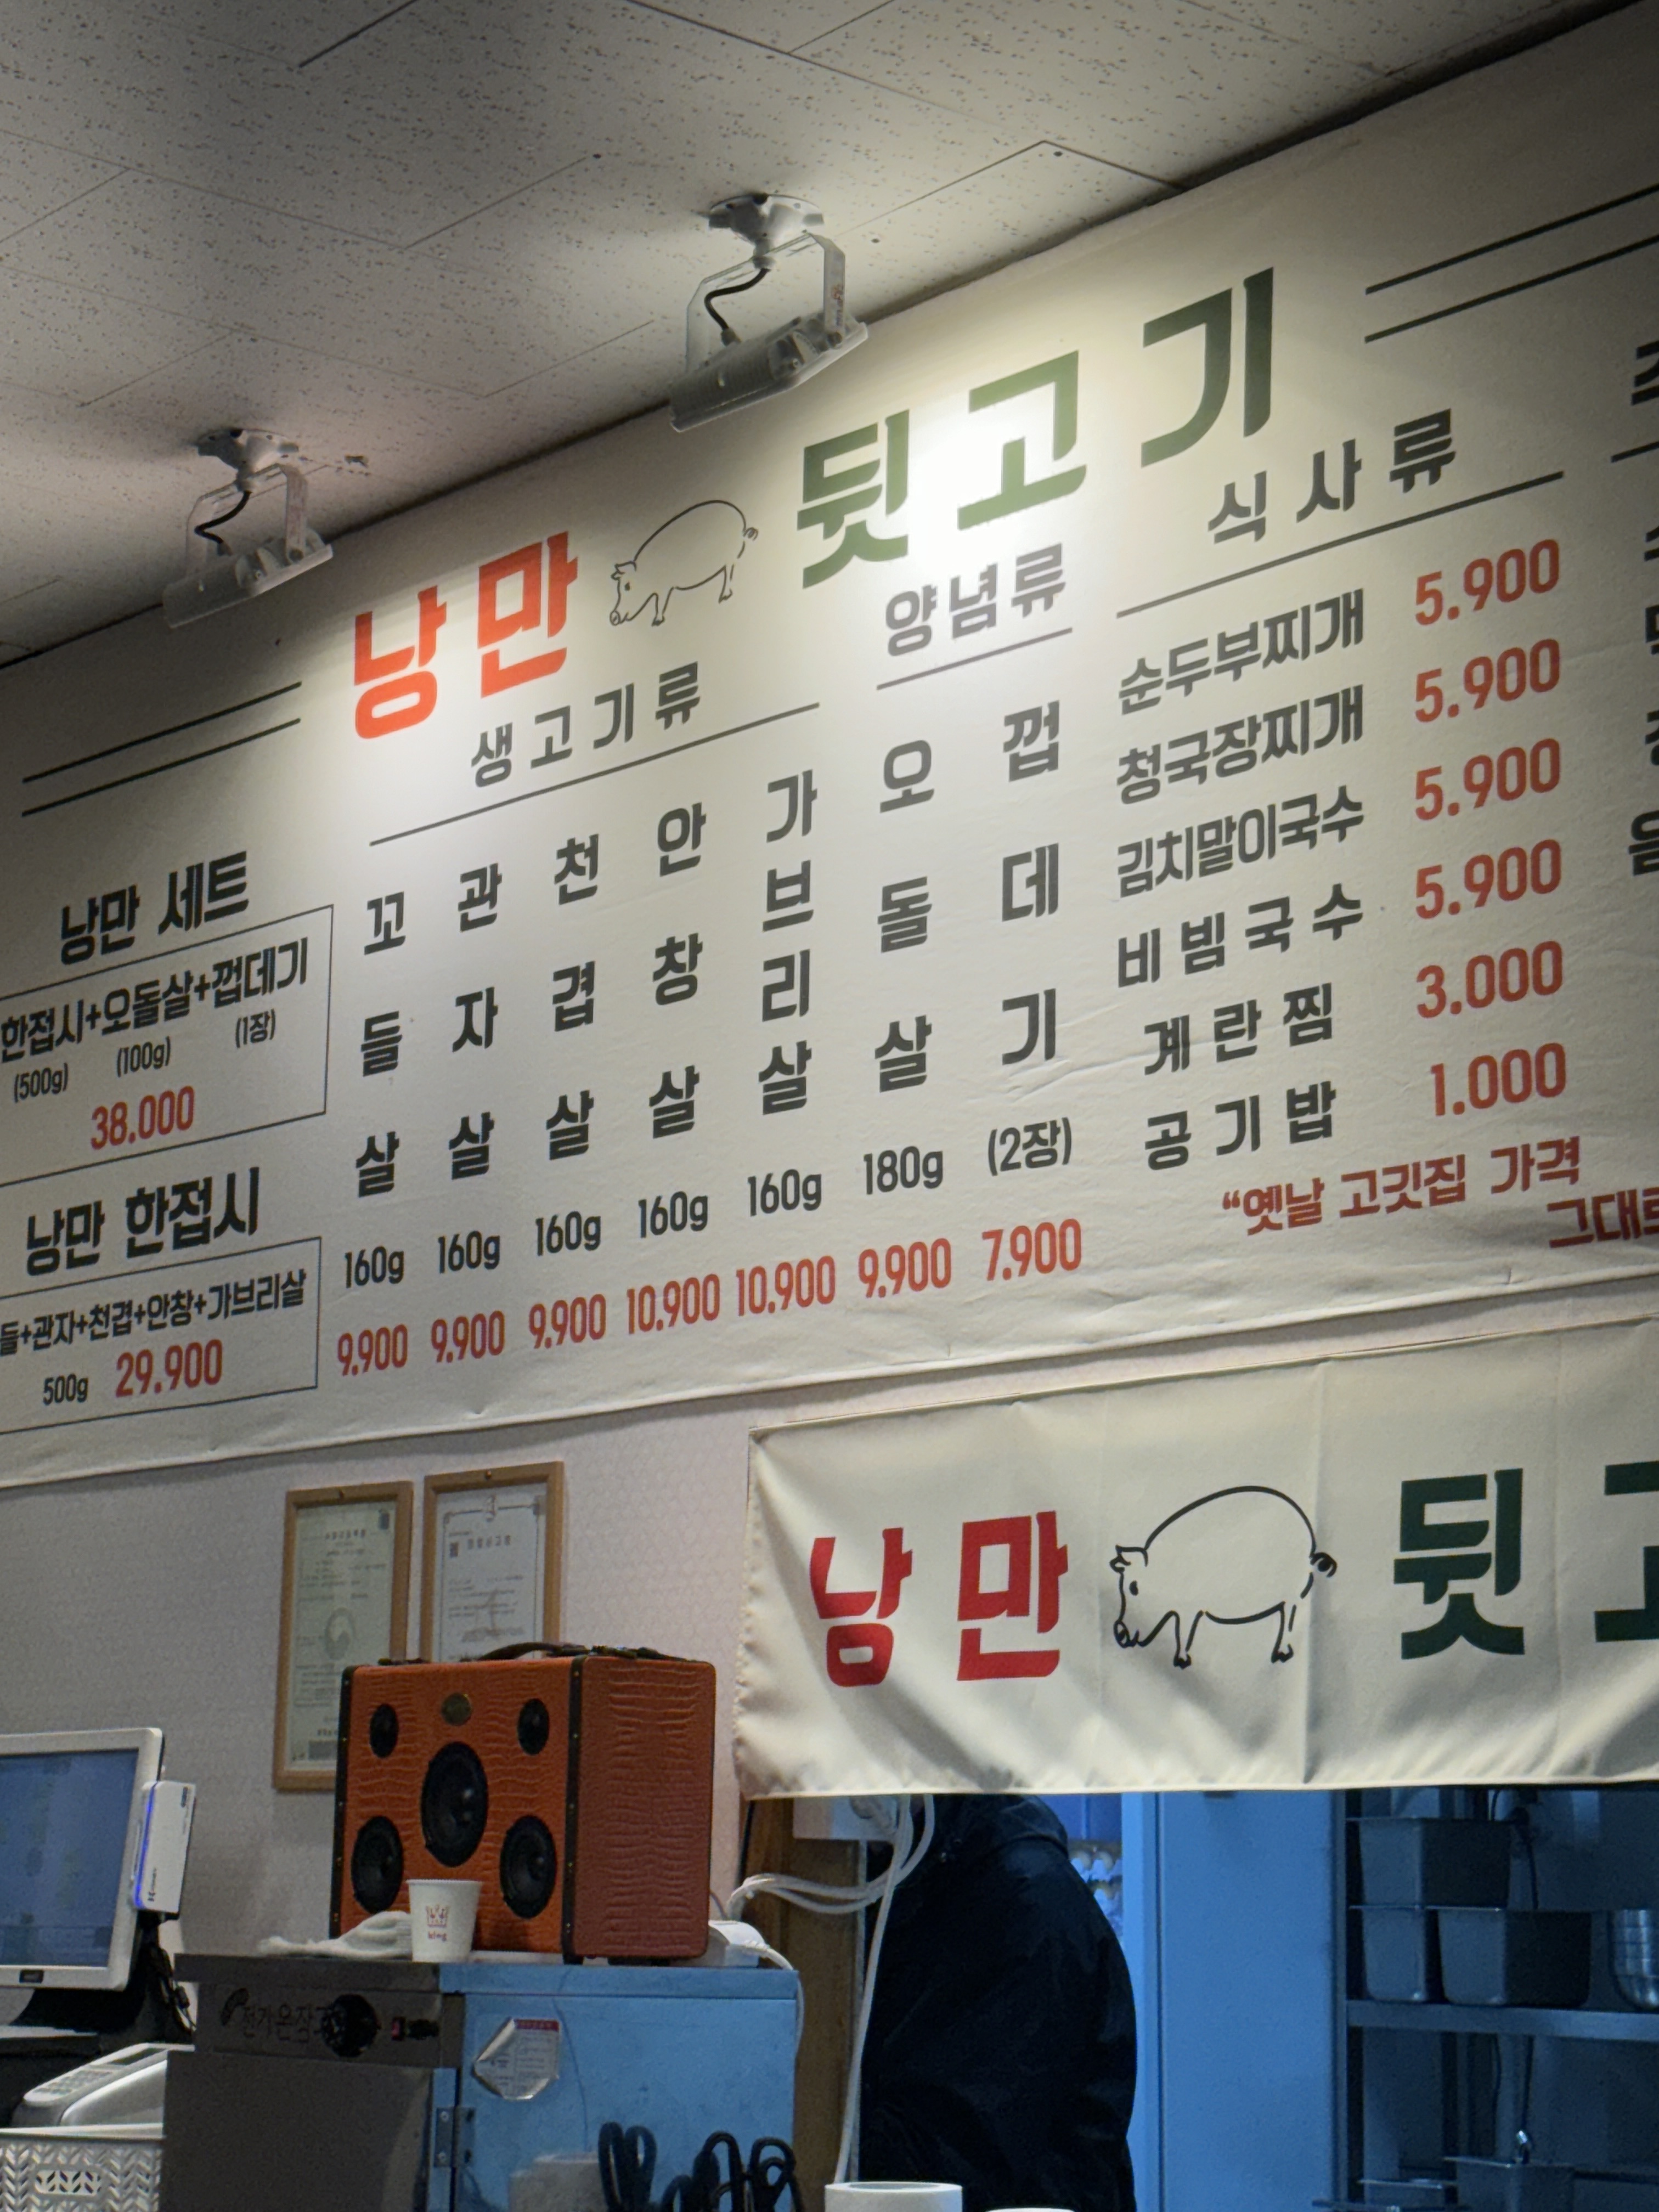 낭만 뒷고기
낭만 세트
한접시+오돌살+껍데기
(500g) (100g) (1장)
38.000
낭만 한접시
들+관자+천겹+안창+가브리살
500g 29.900
생고기류
꼬들살 160g 9.900
관자살 160g 9.900
천겹살 160g 9.900
안창살 160g 10.900
가브리살 160g 10.900
양념류
오돌살 180g 9.900
껍데기 (2장) 7.900
식사류
순두부찌개 5.900
청국장찌개 5.900
김치말이국수 5.900
비빔국수 5.900
계란찜 3.000
공기밥 1.000
“옛날 고깃집 가격
그대로
낭만 뒷고
king